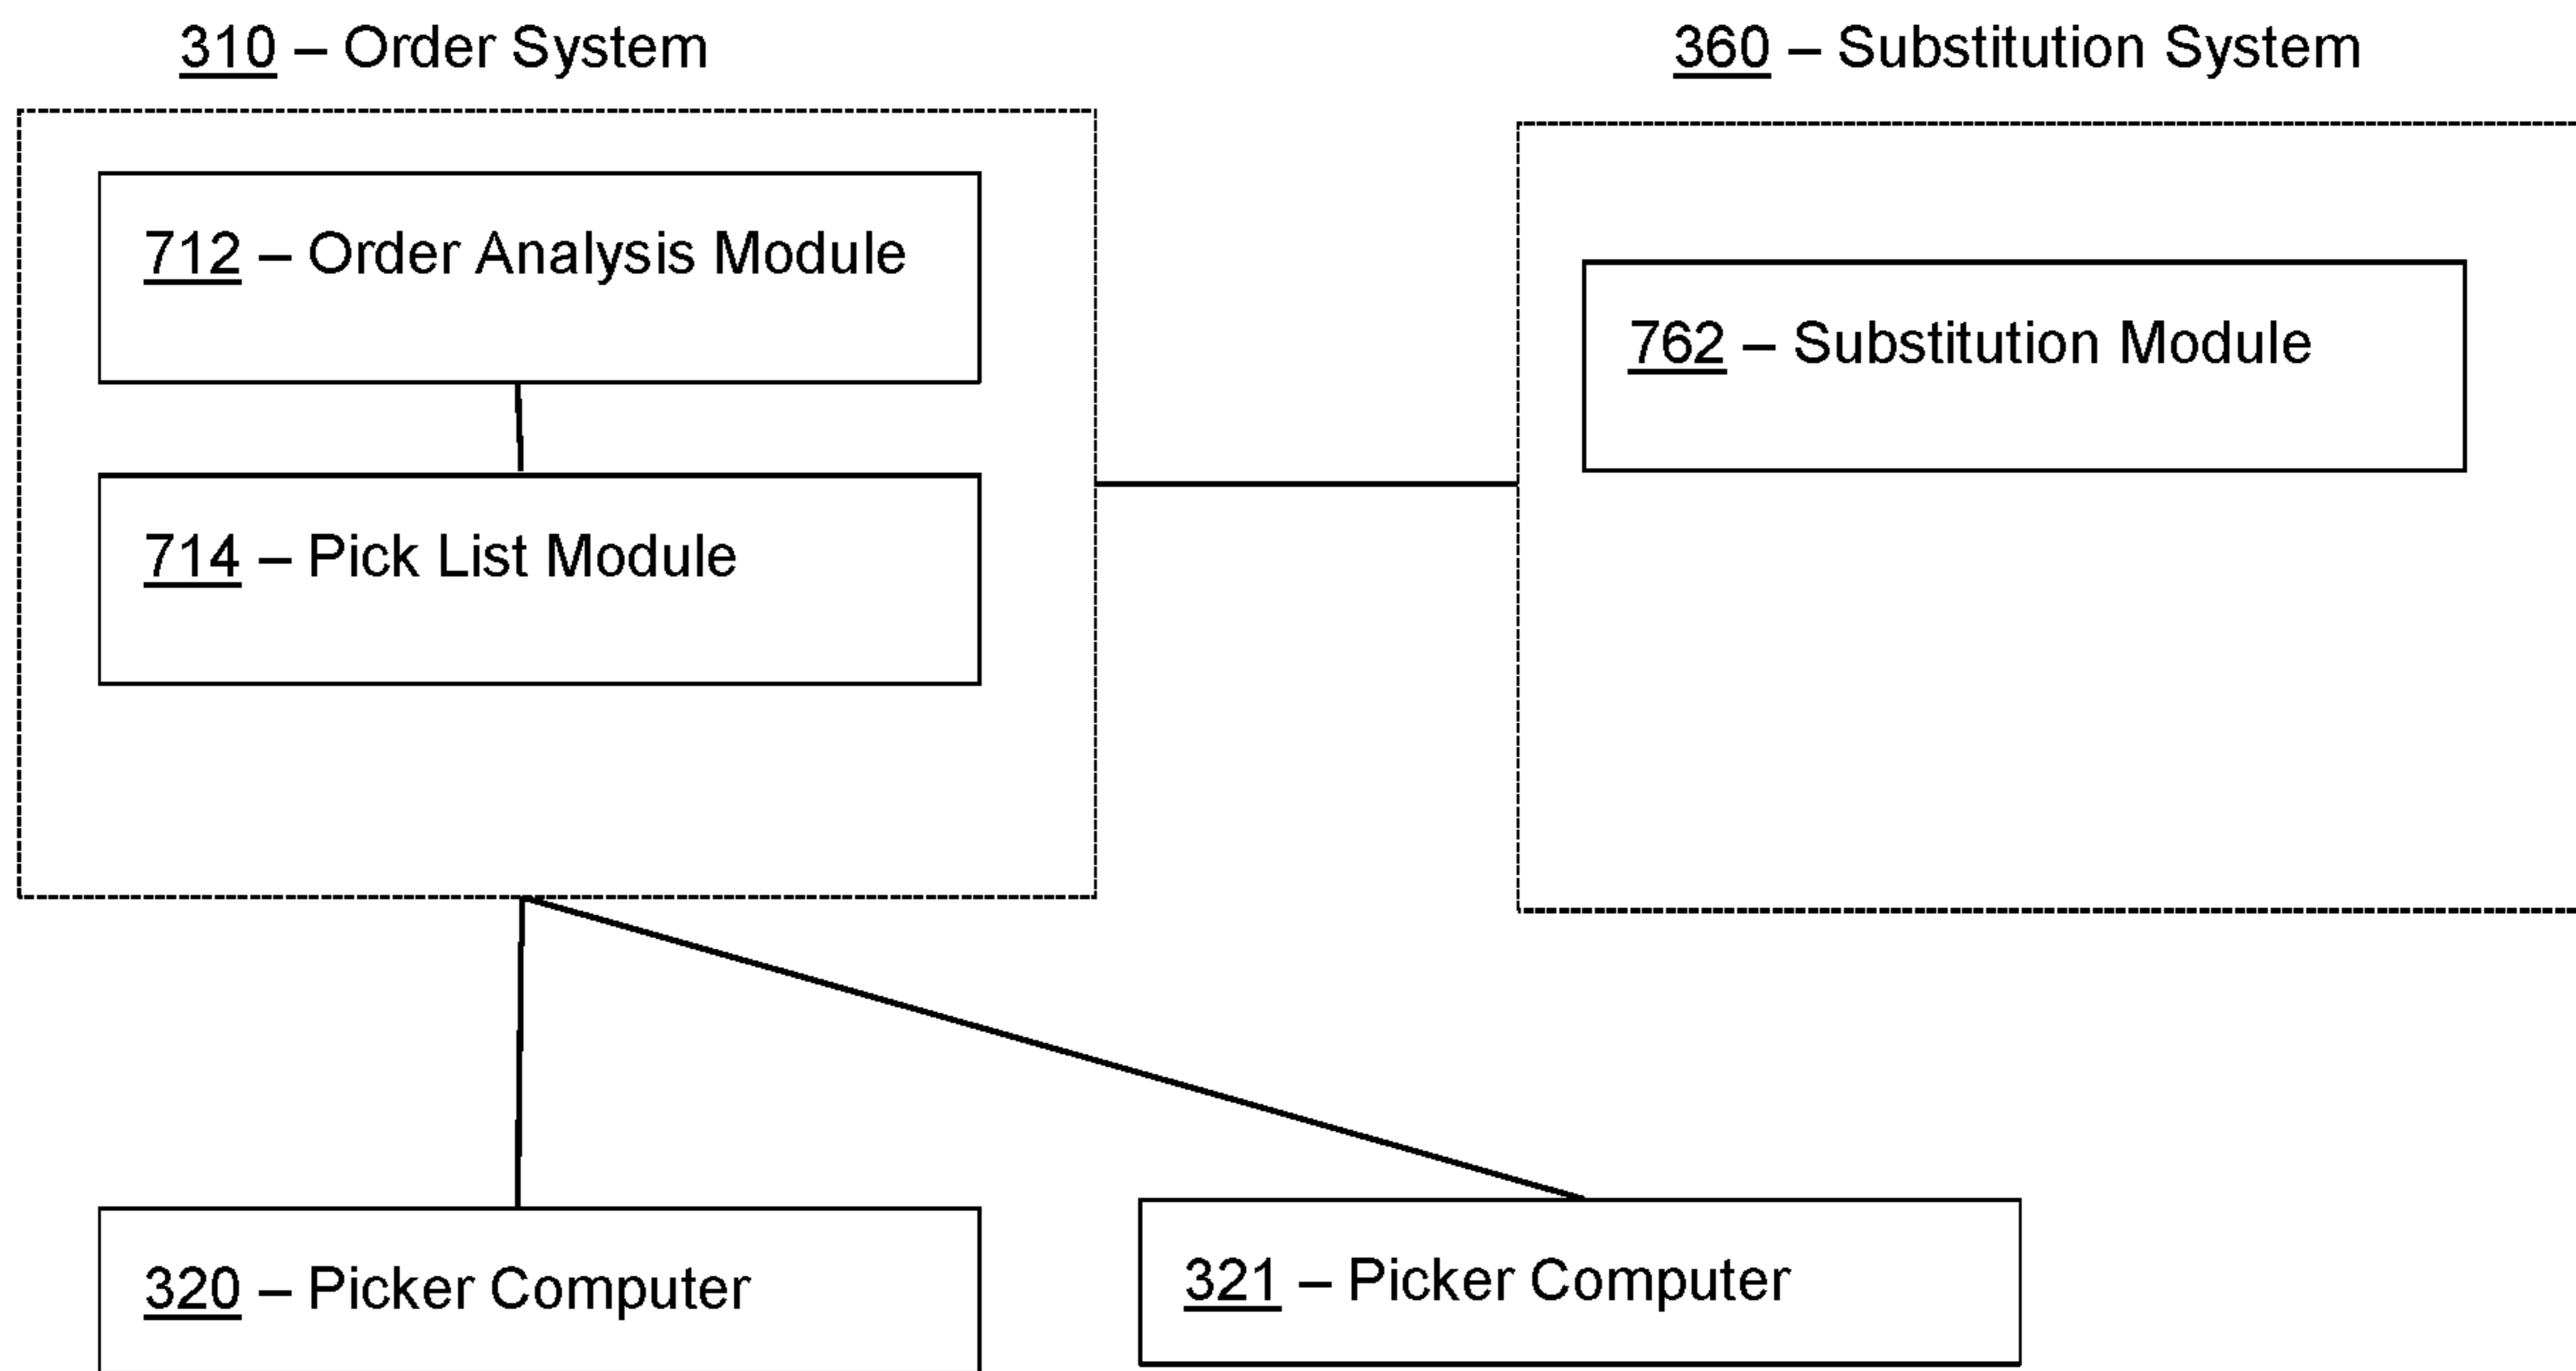 310 – Order System
360 – Substitution System
712 – Order Analysis Module
762 – Substitution Module
714 – Pick List Module
320 – Picker Computer
321 – Picker Computer